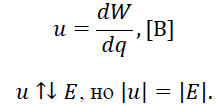 u = dW/dq, [В]
u ↑↓ E, но |u| = |E|.